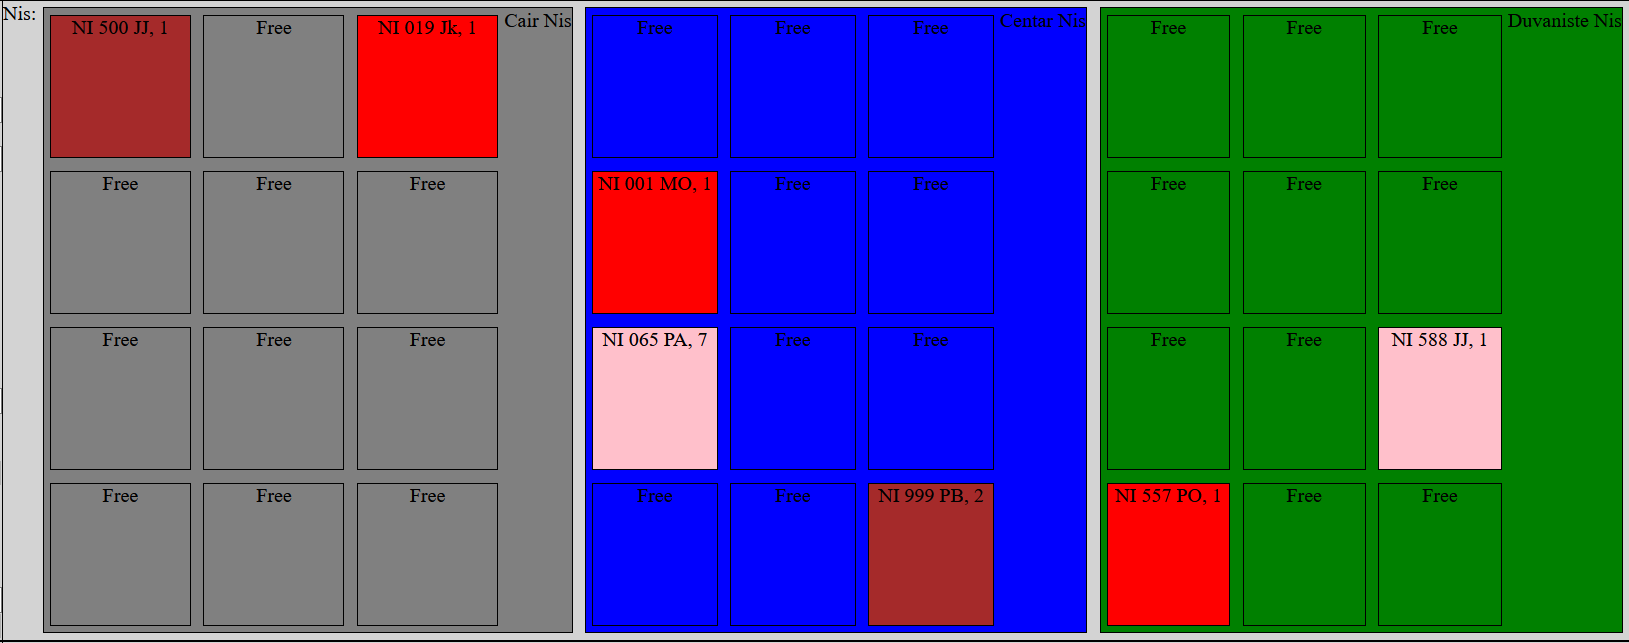 Nis:
NI 500 JJ, 1 Free NI 019 Jk, 1 Cair Nis
Free Free Free
Free Free Free
Free Free Free
Free Free Free Centar Nis
NI 001 MO, 1 Free Free
NI 065 PA, 7 Free Free
Free Free NI 999 PB, 2
Free Free Free Duvaniste Nis
Free Free Free
Free Free NI 588 JJ, 1
NI 557 PO, 1 Free Free